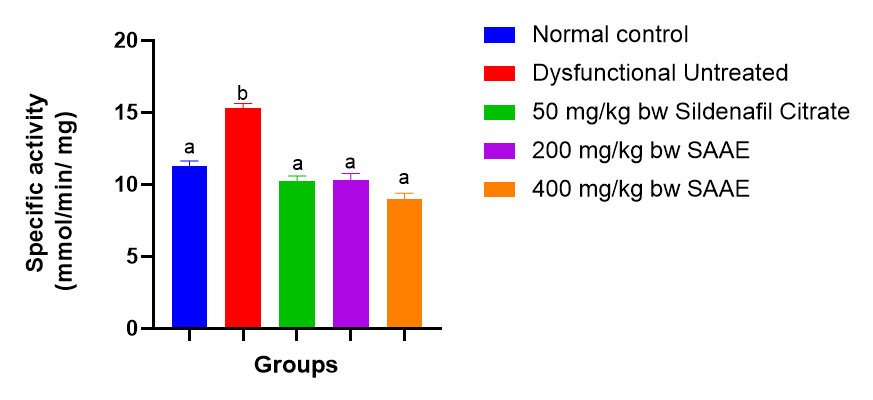 Specific activity
(mmol/min/ mg)
20
15
10
5
0
a
b
a
a
a
Groups
Normal control
Dysfunctional Untreated
50 mg/kg bw Sildenafil Citrate
200 mg/kg bw SAAE
400 mg/kg bw SAAE